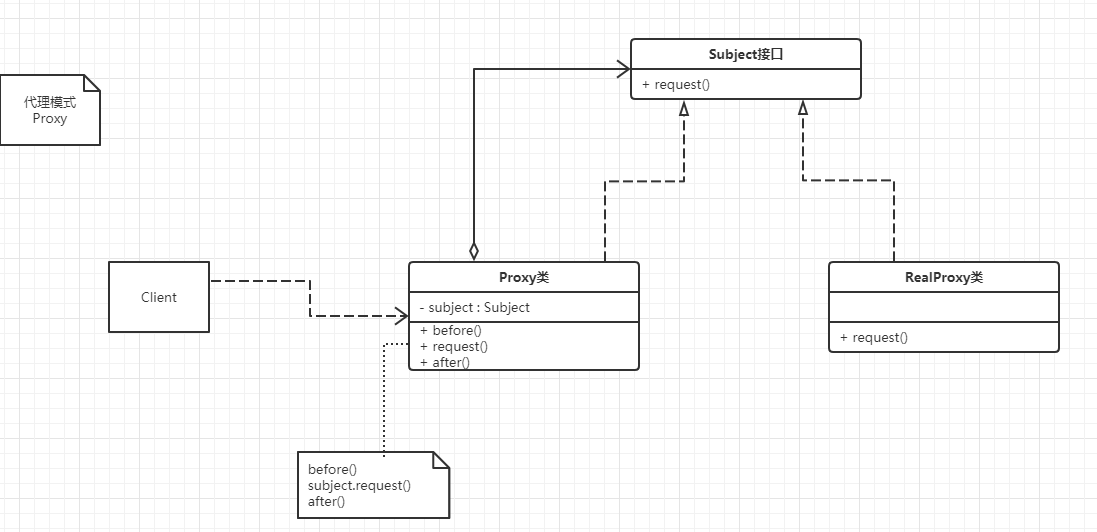 Subject接口
+ request()
代理模式
Proxy
Client
Proxy类
- subject : Subject
+ before()
+ request()
+ after()
RealProxy类
+ request()
before()
subject.request()
after()